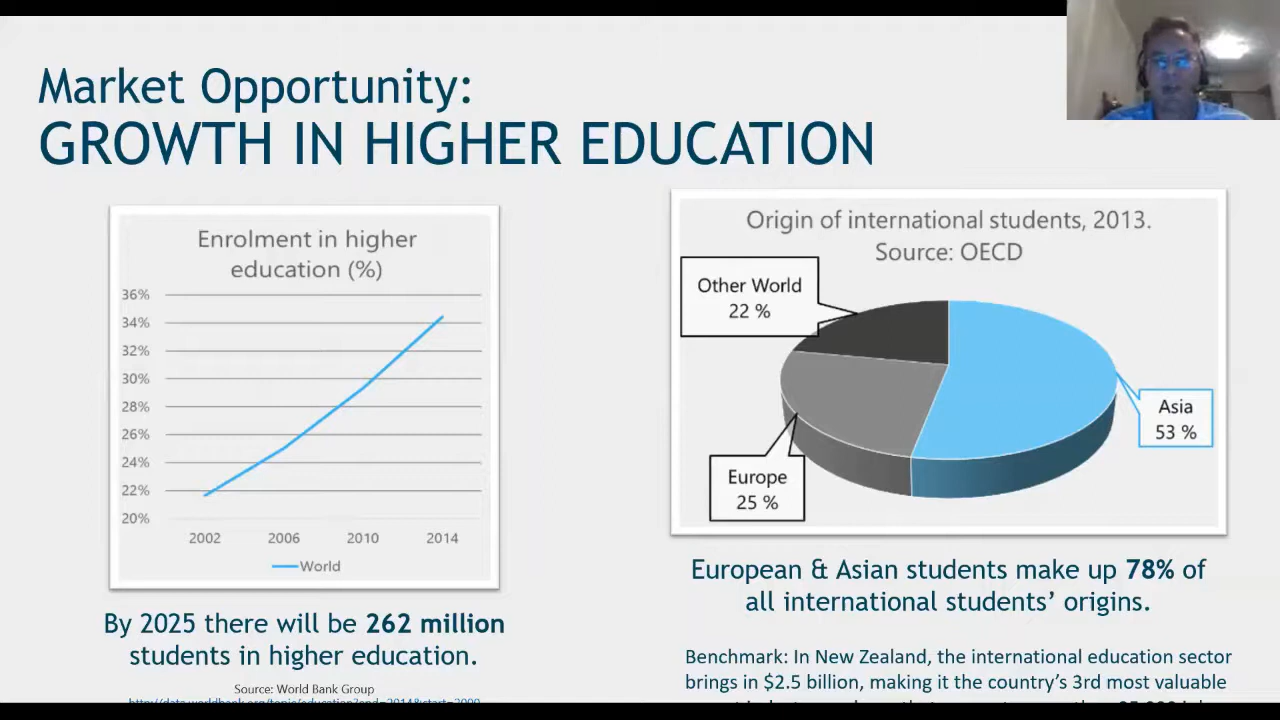 Market Opportunity:
GROWTH IN HIGHER EDUCATION
Enrolment in higher
education (%)
36%
34%
32%
30%
28%
26%
24%
22%
20%
2002 2006 2010 2014
World
By 2025 there will be 262 million
students in higher education.
Source: World Bank Group
Origin of international students, 2013.
Source: OECD
Other World
22 %
Asia
53 %
Europe
25 %
European & Asian students make up 78% of
all international students’ origins.
Benchmark: In New Zealand, the international education sector
brings in $2.5 billion, making it the country’s 3rd most valuable